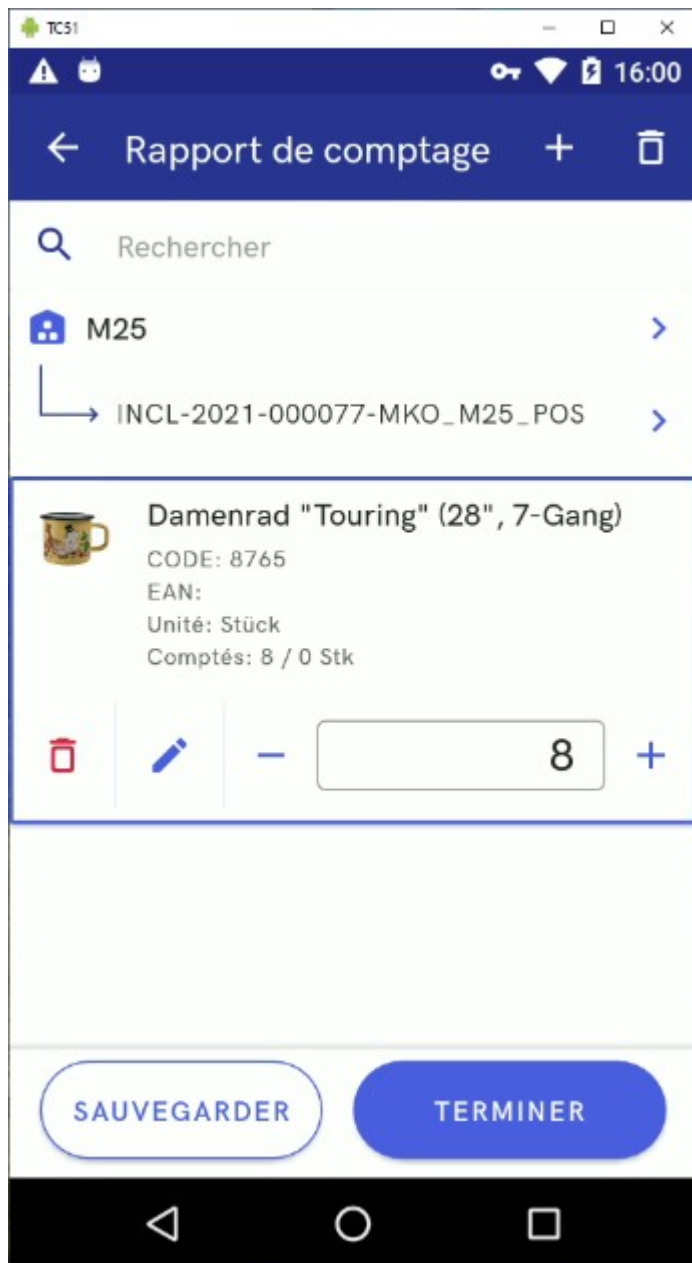 TC51
16:00
Rapport de comptage
Rechercher
M25
INCL-2021-000077-MKO_M25_POS
Damenrad "Touring" (28", 7-Gang)
CODE: 8765
EAN:
Unité: Stück
Comptés: 8 / 0 Stk
8
SAUVEGARDER
TERMINER